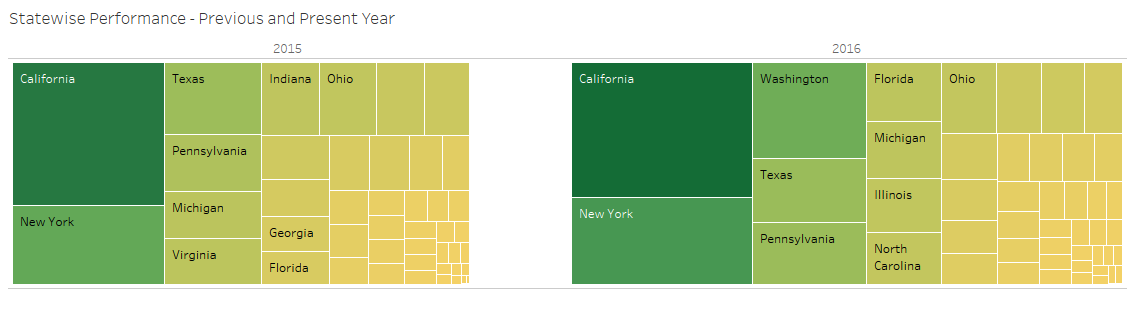 Statewise Performance - Previous and Present Year
2015
2016
California
Texas
Indiana
Ohio
Pennsylvania
Michigan
New York
Virginia
Georgia
Florida
California
Washington
Florida
Ohio
Michigan
Texas
Illinois
New York
Pennsylvania
North
Carolina